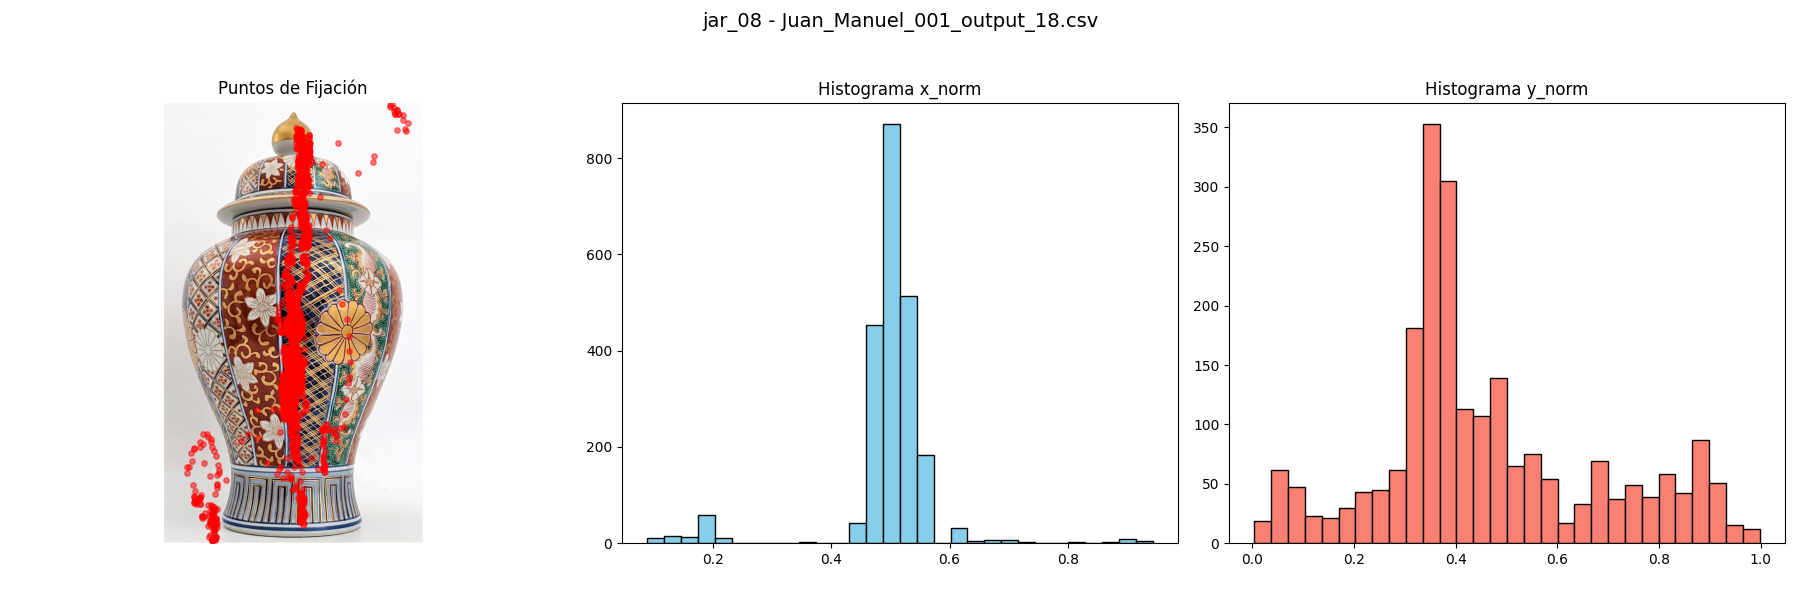 jar_08 - Juan_Manuel_001_output_18.csv
Puntos de Fijación
Histograma x_norm
800
600
400
200
0
0.2 0.4 0.6 0.8
Histograma y_norm
350
300
250
200
150
100
50
0
0.0 0.2 0.4 0.6 0.8 1.0